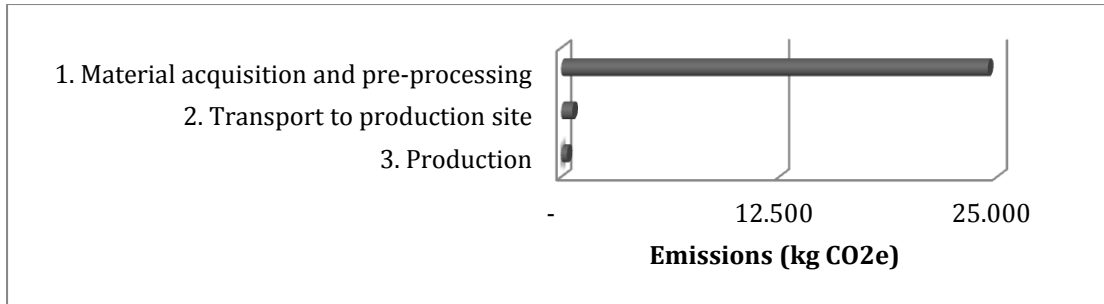 1. Material acquisition and pre-processing
2. Transport to production site
3. Production
- 12.500 25.000
Emissions (kg CO2e)